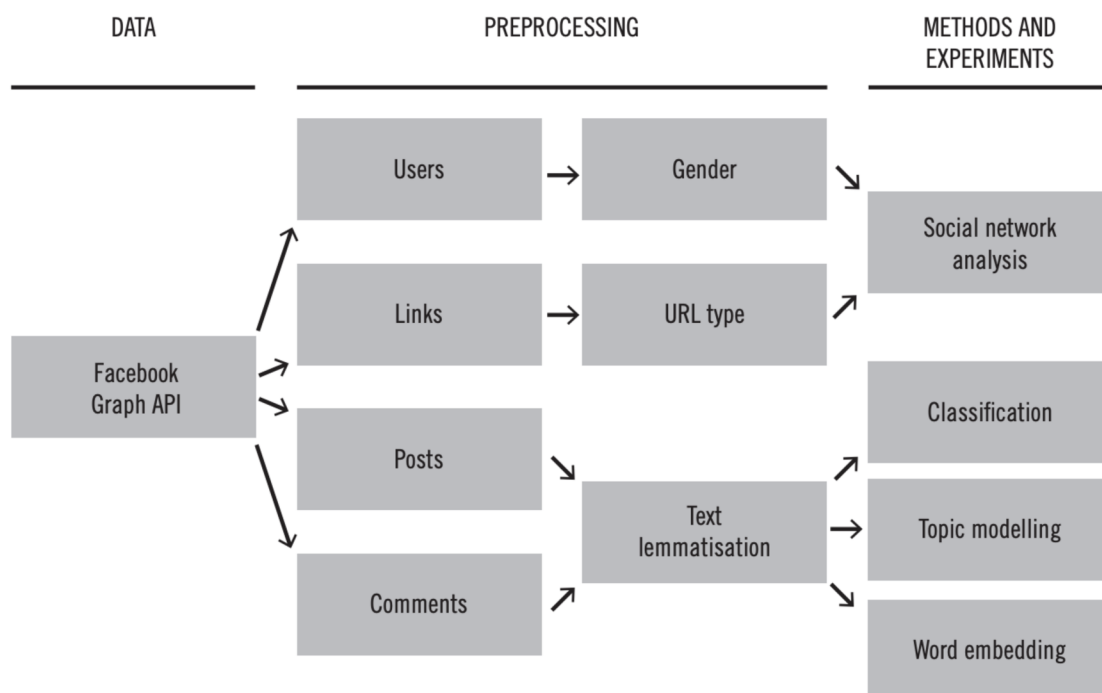 DATA
PREPROCESSING
METHODS AND
EXPERIMENTS
Users
Gender
Social network
analysis
Links
URL type
Facebook
Graph API
Classification
Posts
Text
lemmatisation
Topic modelling
Comments
Word embedding